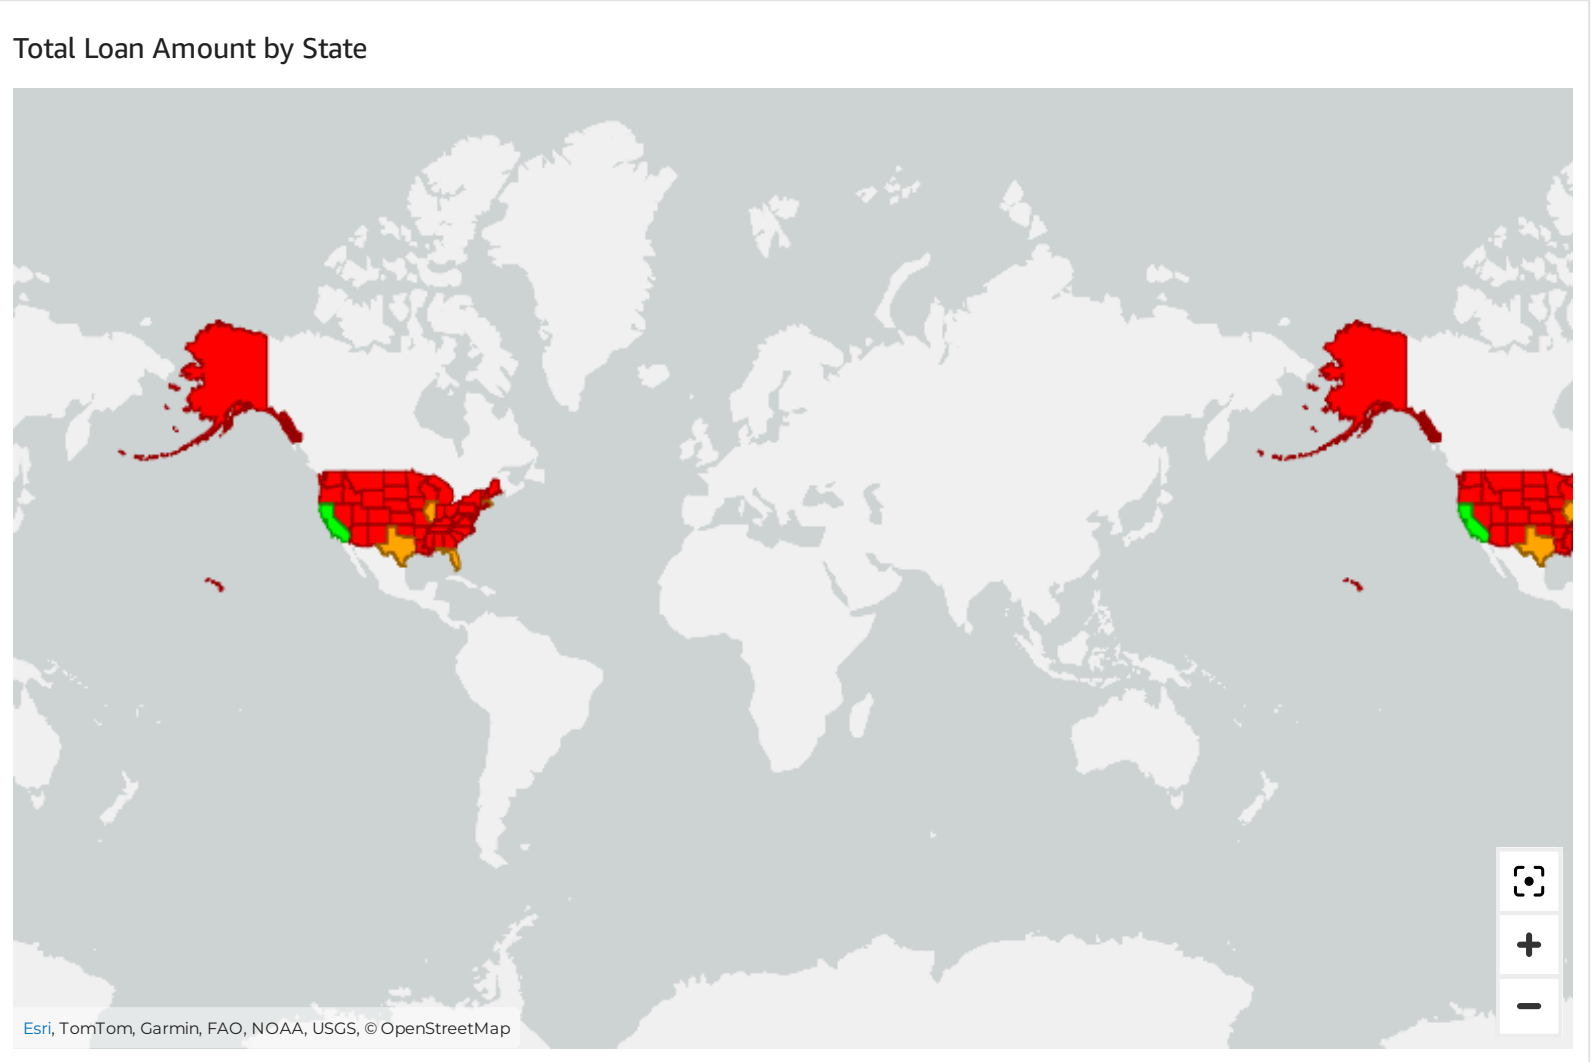 Total Loan Amount by State
Esri, TomTom, Garmin, FAO, NOAA, USGS, © OpenStreetMap